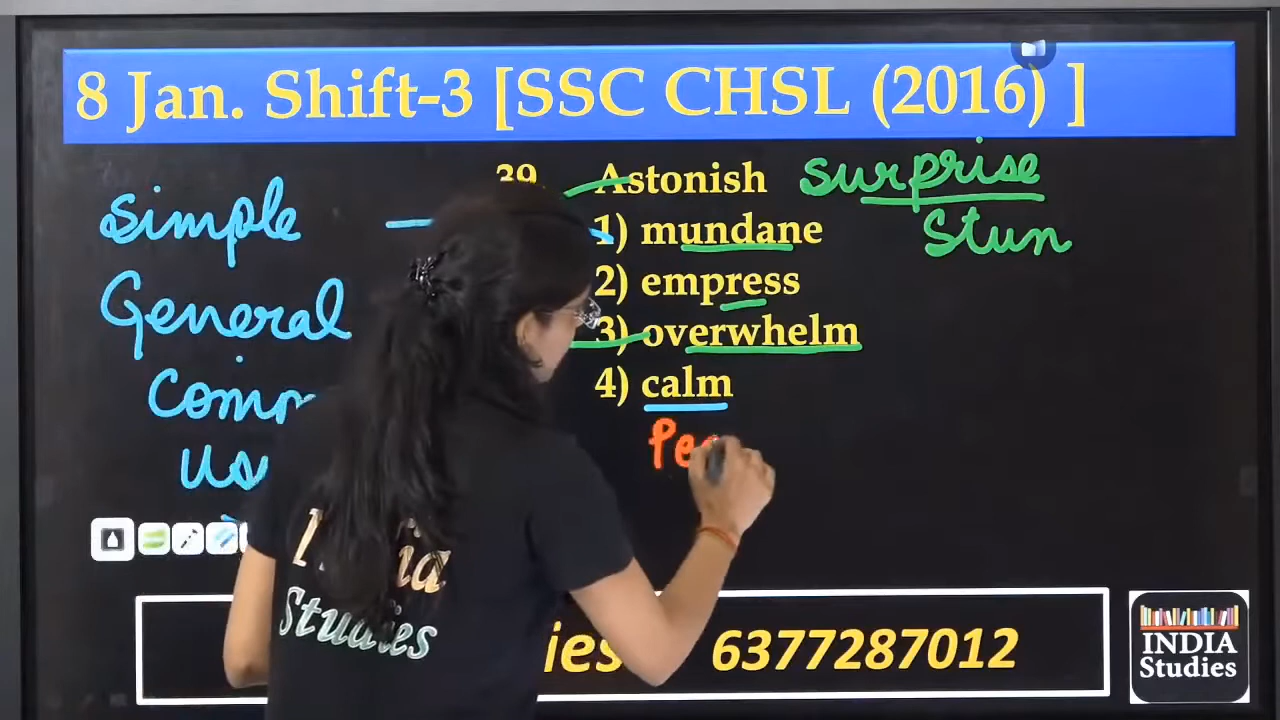 8 Jan. Shift-3 [SSC CHSL (2016) ]
39 Astonish surprise
Stun
1) mundane
2) empress
3) overwhelm
4) calm
simple
General
6377287012
INDIA
Studies
India
Studies